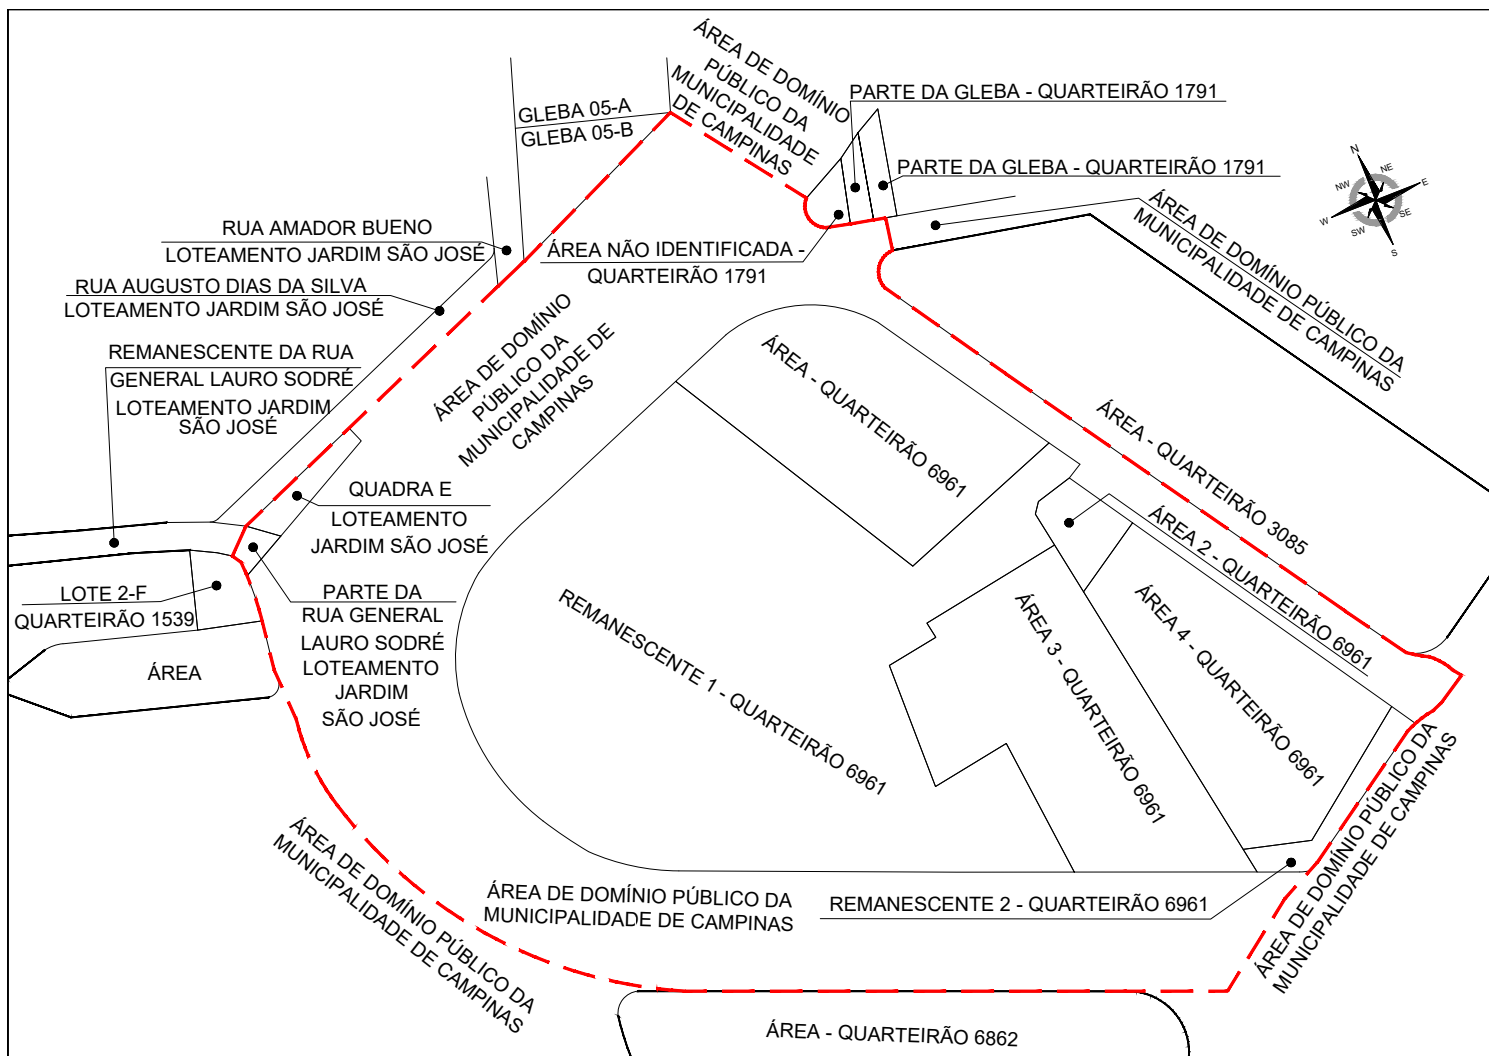 ÁREA DE DOMÍNIO
PÚBLICO DA
MUNICIPALIDADE
DE CAMPINAS
PARTE DA GLEBA - QUARTEIRÃO 1791
GLEBA 05-A
GLEBA 05-B
PARTE DA GLEBA - QUARTEIRÃO 1791
N
NE
E
SE
S
SW
W
NW
ÁREA DE DOMÍNIO PÚBLICO DA
MUNICIPALIDADE DE CAMPINAS
RUA AMADOR BUENO
LOTEAMENTO JARDIM SÃO JOSÉ
ÁREA NÃO IDENTIFICADA -
QUARTEIRÃO 1791
RUA AUGUSTO DIAS DA SILVA
LOTEAMENTO JARDIM SÃO JOSÉ
ÁREA DE DOMÍNIO
PÚBLICO DA
MUNICIPALIDADE DE
CAMPINAS
REMANESCENTE DA RUA
GENERAL LAURO SODRÉ
LOTEAMENTO JARDIM
SÃO JOSÉ
ÁREA - QUARTEIRÃO 6961
ÁREA - QUARTEIRÃO 3085
QUADRA E
LOTEAMENTO
JARDIM SÃO JOSÉ
ÁREA 2 - QUARTEIRÃO 6961
LOTE 2-F
QUARTEIRÃO 1539
PARTE DA
RUA GENERAL
LAURO SODRÉ
LOTEAMENTO
JARDIM
SÃO JOSÉ
REMANESCENTE 1 - QUARTEIRÃO 6961
ÁREA 3 - QUARTEIRÃO 6961
ÁREA 4 - QUARTEIRÃO 6961
ÁREA
ÁREA DE DOMÍNIO PÚBLICO DA
MUNICIPALIDADE DE CAMPINAS
ÁREA DE DOMÍNIO PÚBLICO DA
MUNICIPALIDADE DE CAMPINAS
ÁREA DE DOMÍNIO PÚBLICO DA
MUNICIPALIDADE DE CAMPINAS
REMANESCENTE 2 - QUARTEIRÃO 6961
ÁREA - QUARTEIRÃO 6862